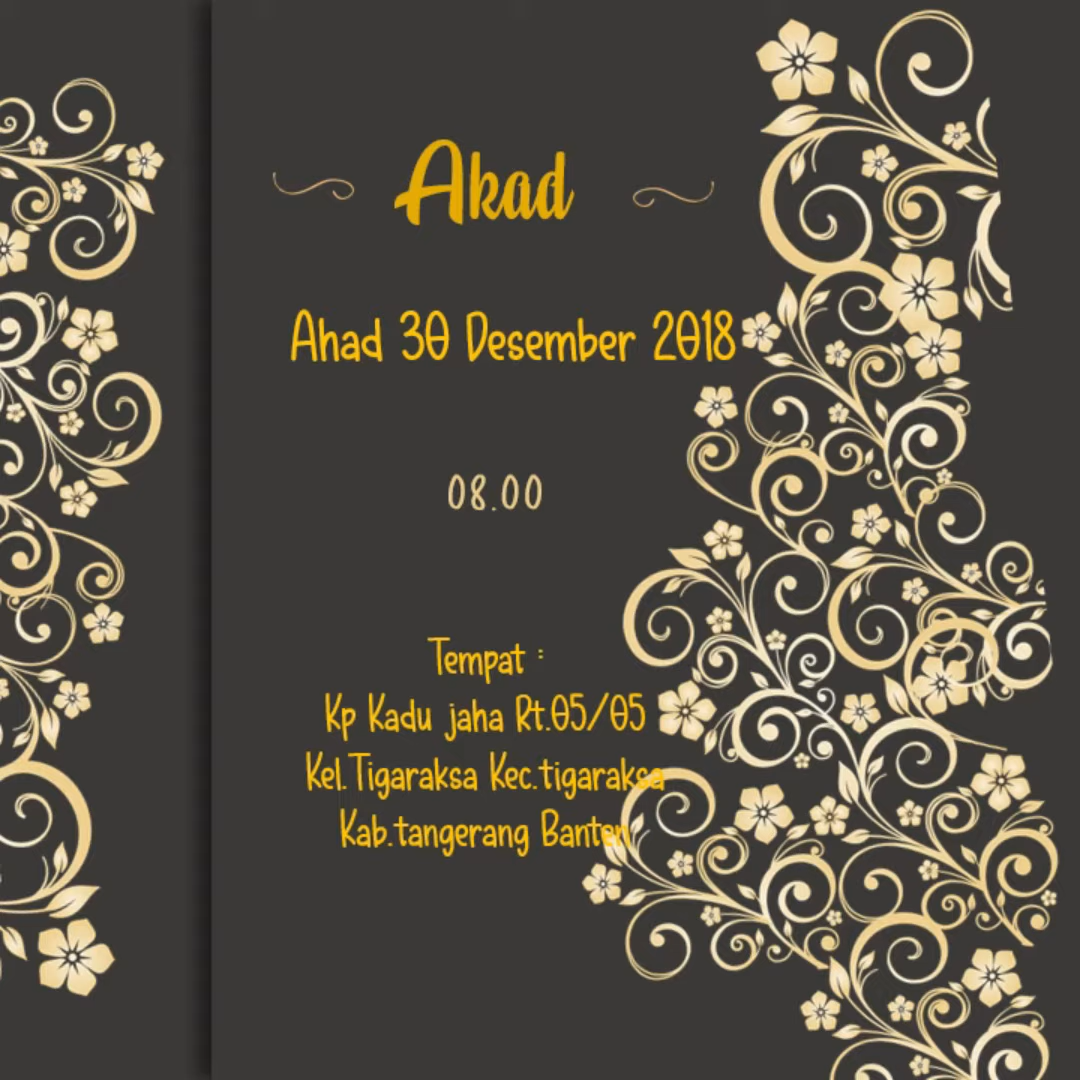 Akad
Ahad 30 Desember 2018
08.00
Tempat :
Kp Kadu jaha Rt.05/05
Kel.Tigaraksa Kec.tigaraksa
Kab.tangerang Banten